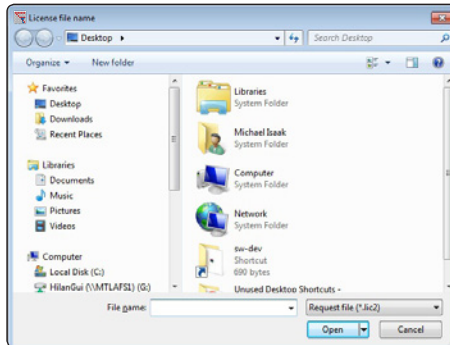 License file name
Desktop
Search Desktop
Organize
New folder
Favorites
Desktop
Downloads
Recent Places
Libraries
Documents
Music
Pictures
Videos
Computer
Local Disk (C:)
HilanGui (\\MTLAFS1) (G:)
Libraries
System Folder
Michael Isaak
System Folder
Computer
System Folder
Network
System Folder
sw-dev
Shortcut
690 bytes
Unused Desktop Shortcuts -
File name:
Request file (*.lic2)
Open
Cancel